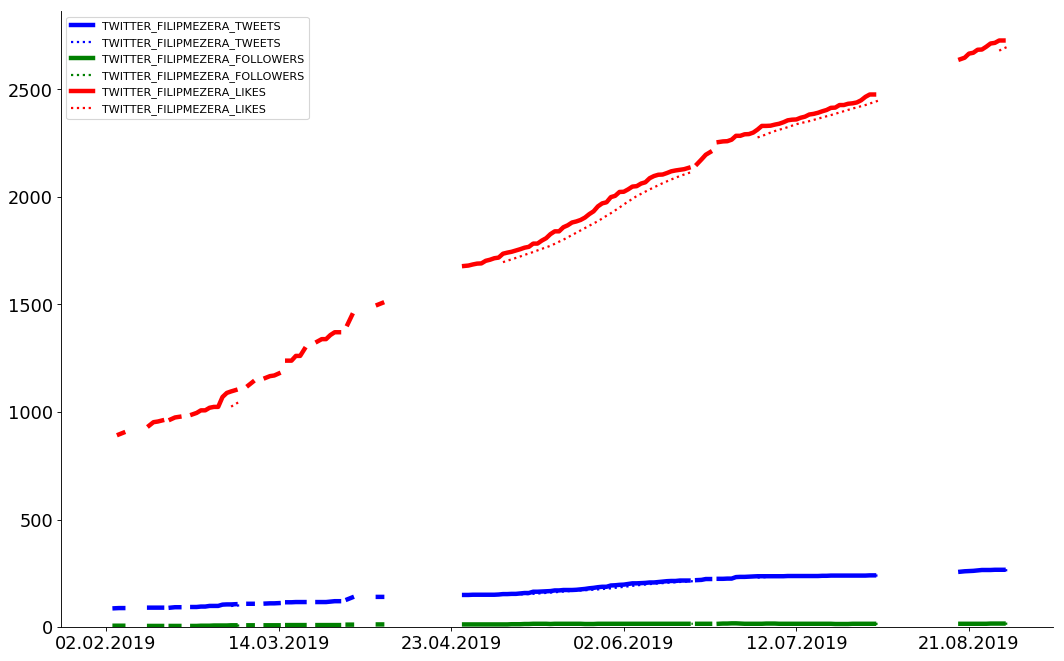 TWITTER_FILIPMEZERA_TWEETS
TWITTER_FILIPMEZERA_TWEETS
TWITTER_FILIPMEZERA_FOLLOWERS
TWITTER_FILIPMEZERA_FOLLOWERS
TWITTER_FILIPMEZERA_LIKES
TWITTER_FILIPMEZERA_LIKES
2500
2000
1500
1000
500
0
02.02.2019 14.03.2019 23.04.2019 02.06.2019 12.07.2019 21.08.2019